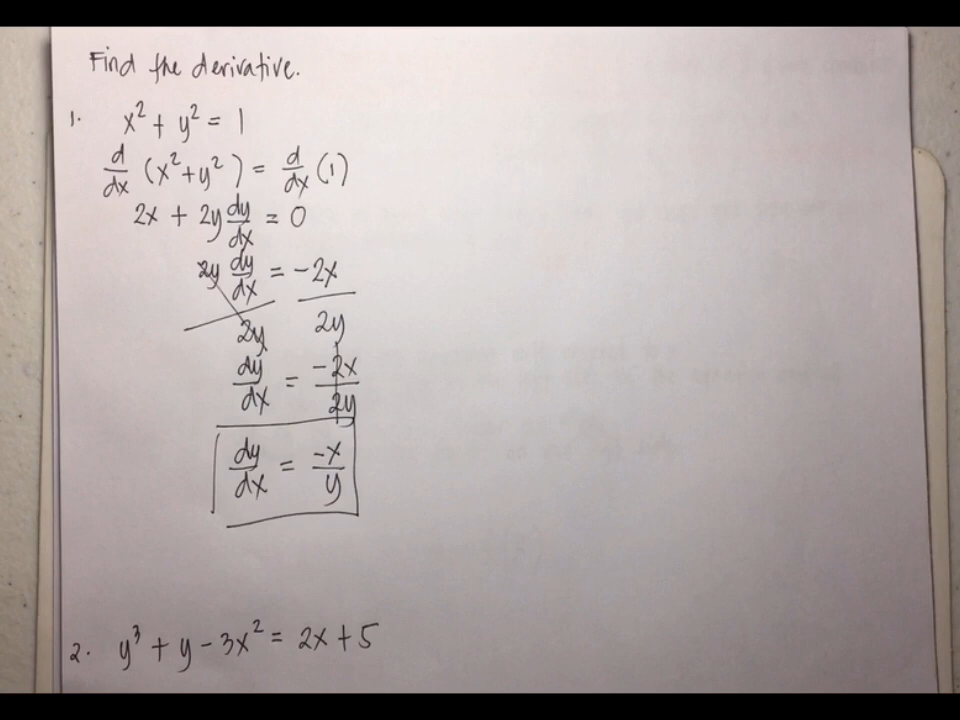 Find the derivative.
1. x² + y² = 1
d/dx (x² + y²) = d/dx (1)
2x + 2y dy/dx = 0
2y dy/dx / 2y = -2x / 2y
dy/dx = -2x / 2y
dy/dx = -x / y
2. y³ + y - 3x² = 2x + 5